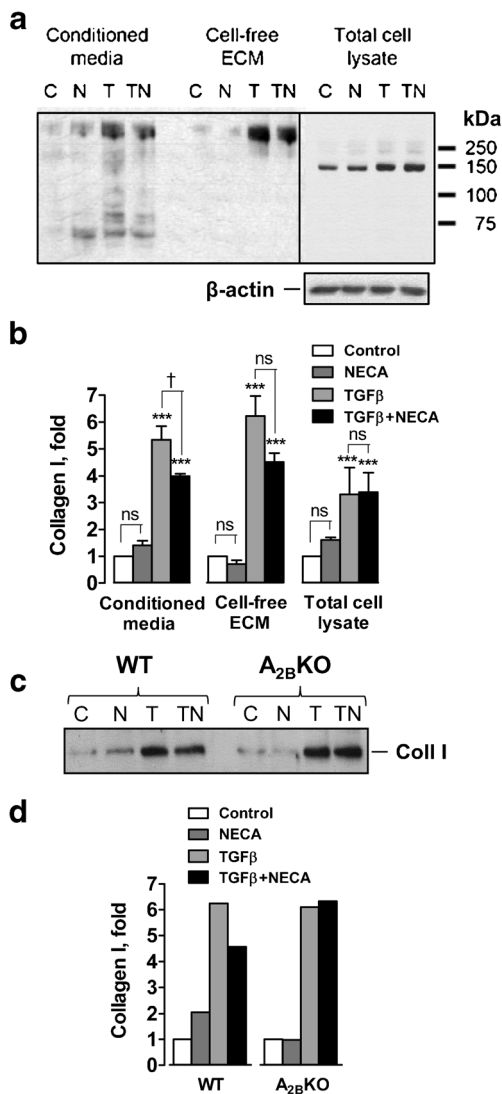 a
Conditioned media Cell-free ECM Total cell lysate
C N T TN C N T TN C N T TN
kDa
250
150
100
75
β-actin
b
Control
NECA
TGFβ
TGFβ+NECA
Collagen I, fold
7
6
5
4
3
2
1
0
ns *** † ***
ns *** ns ***
ns *** ns ***
Conditioned media Cell-free ECM Total cell lysate
c
WT A2BKO
C N T TN C N T TN
Coll I
d
Control
NECA
TGFβ
TGFβ+NECA
Collagen I, fold
7
6
5
4
3
2
1
0
WT A2BKO